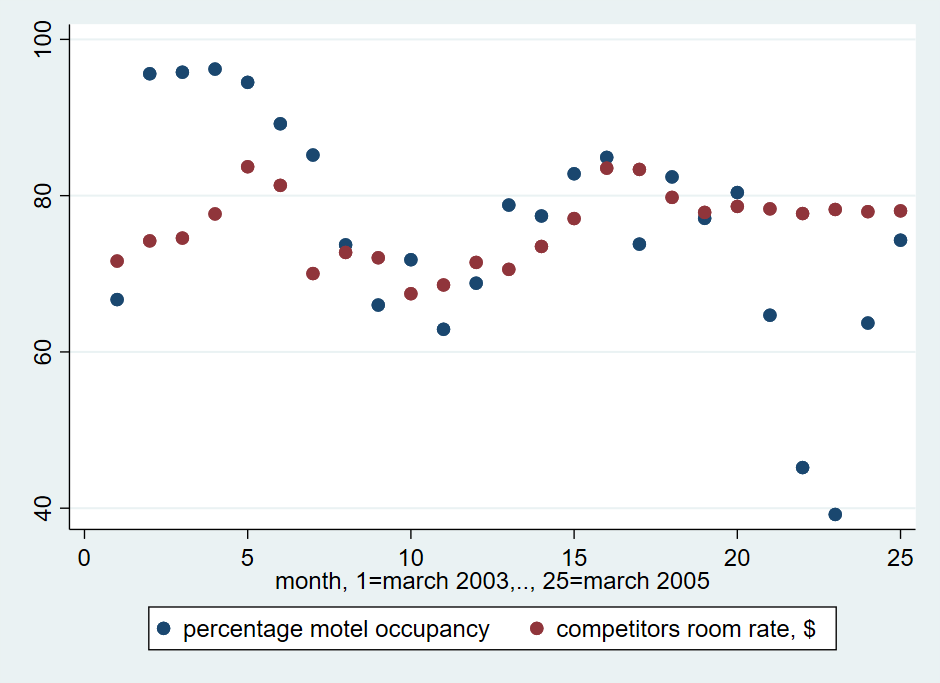 100
80
60
40
0 5 10 15 20 25
month, 1=march 2003,.., 25=march 2005
percentage motel occupancy competitors room rate, $